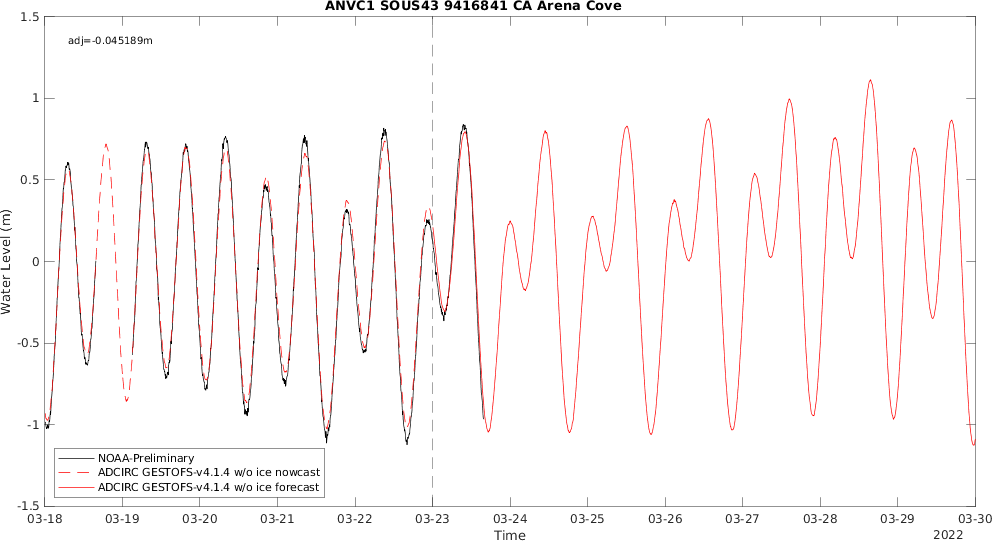 ANVC1 SOUS43 9416841 CA Arena Cove
adj=-0.045189m
Water Level (m)
1.5
1
0.5
0
-0.5
-1
-1.5
NOAA-Preliminary
ADCIRC GESTOFS-v4.1.4 w/o ice nowcast
ADCIRC GESTOFS-v4.1.4 w/o ice forecast
03-18 03-19 03-20 03-21 03-22 03-23 03-24 03-25 03-26 03-27 03-28 03-29 03-30
Time
2022